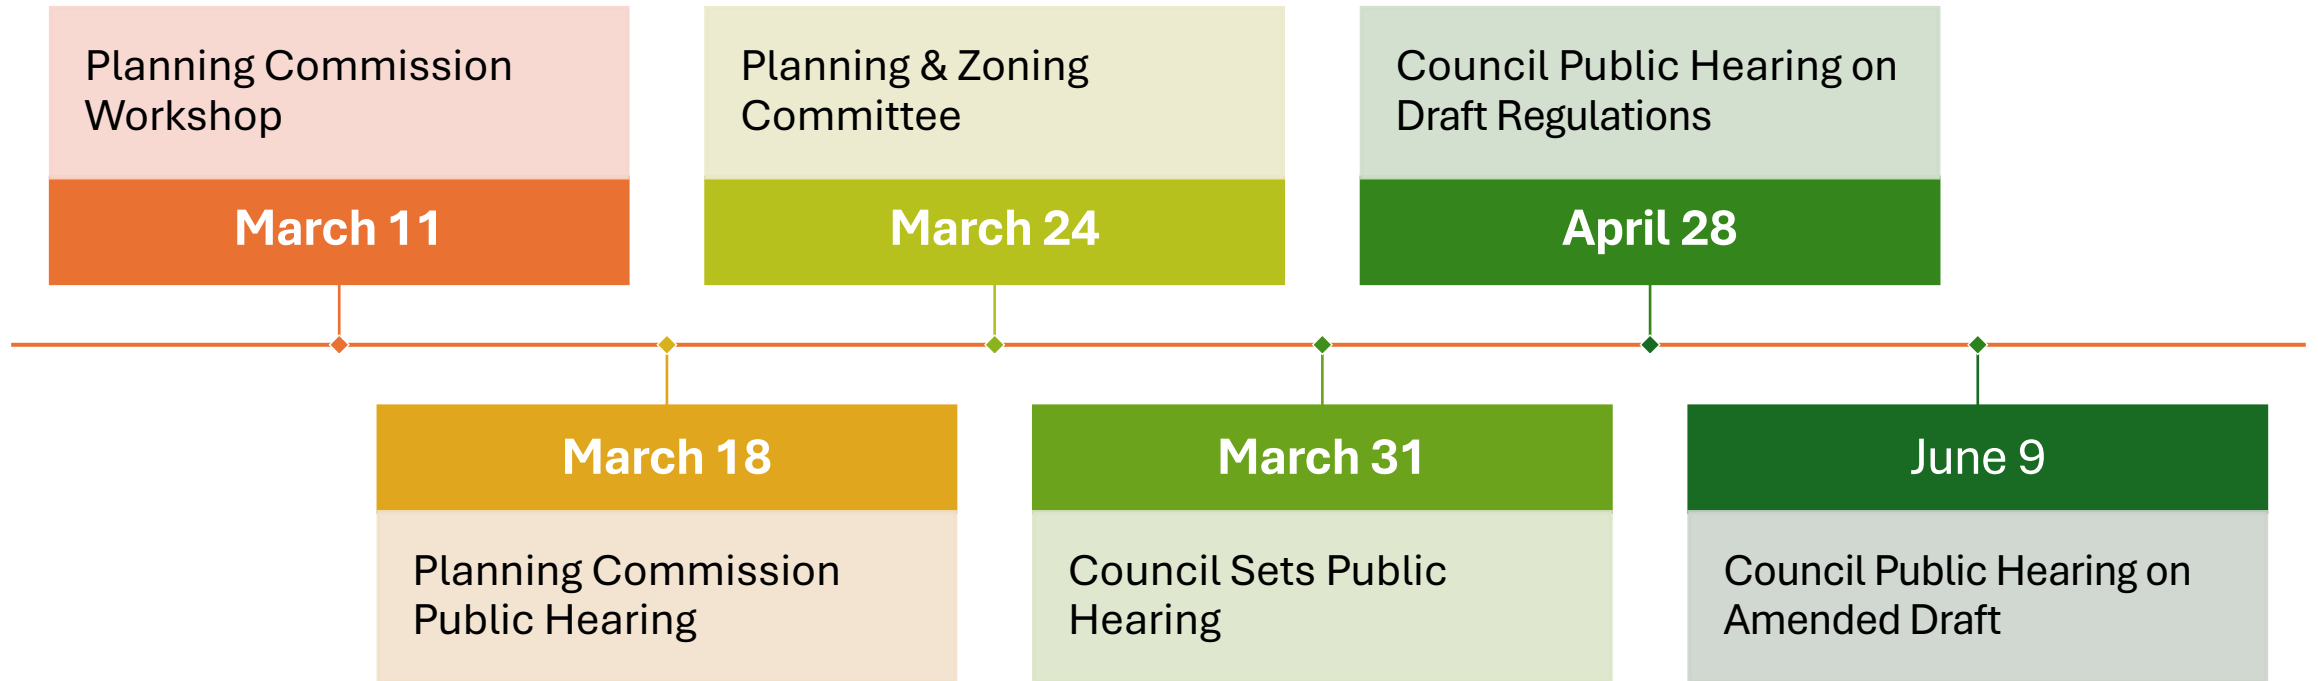 Planning Commission
Workshop
March 11
March 18
Planning Commission
Public Hearing
Planning & Zoning
Committee
March 24
March 31
Council Sets Public
Hearing
Council Public Hearing on
Draft Regulations
April 28
June 9
Council Public Hearing on
Amended Draft